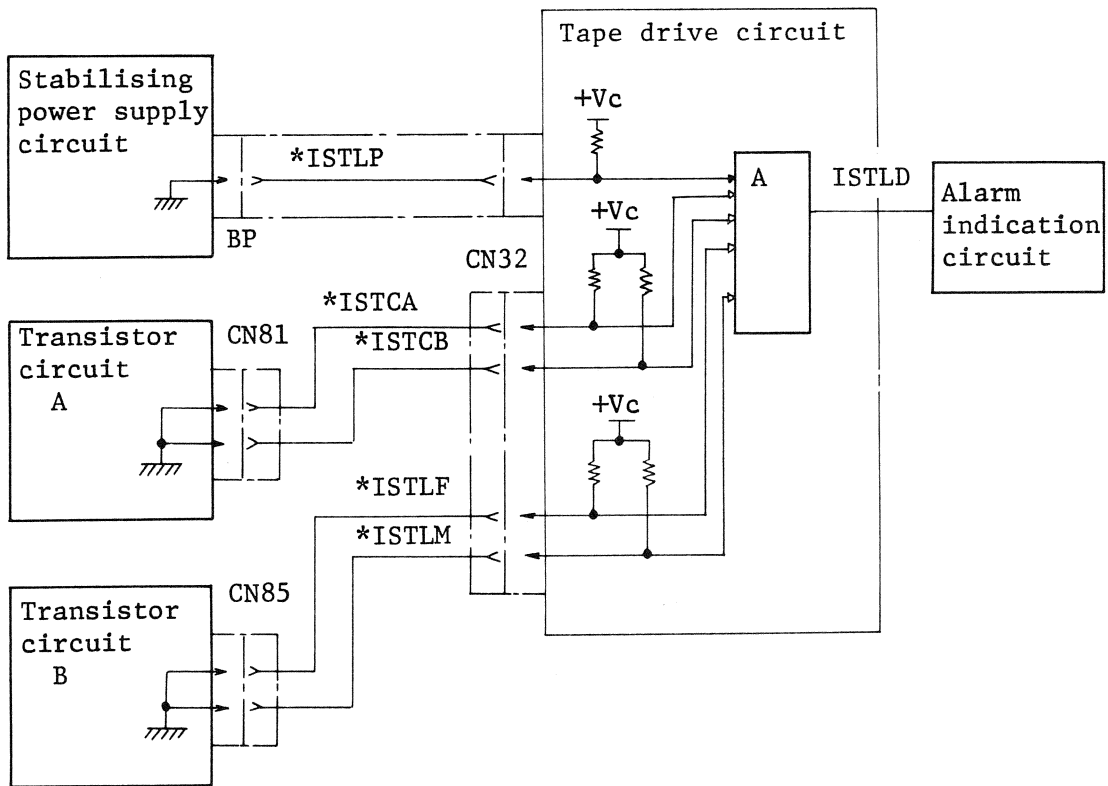 Tape drive circuit
Stabilising
power supply
circuit
+Vc
*ISTLP
A
ISTLD
Alarm
indication
circuit
BP
+Vc
CN32
*ISTCA
Transistor
circuit
A
CN81
*ISTCB
+Vc
*ISTLF
*ISTLM
Transistor
circuit
B
CN85